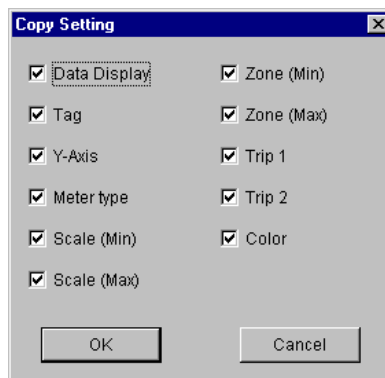 Copy Setting
Data Display
Tag
Y-Axis
Meter type
Scale (Min)
Scale (Max)
Zone (Min)
Zone (Max)
Trip 1
Trip 2
Color
OK
Cancel